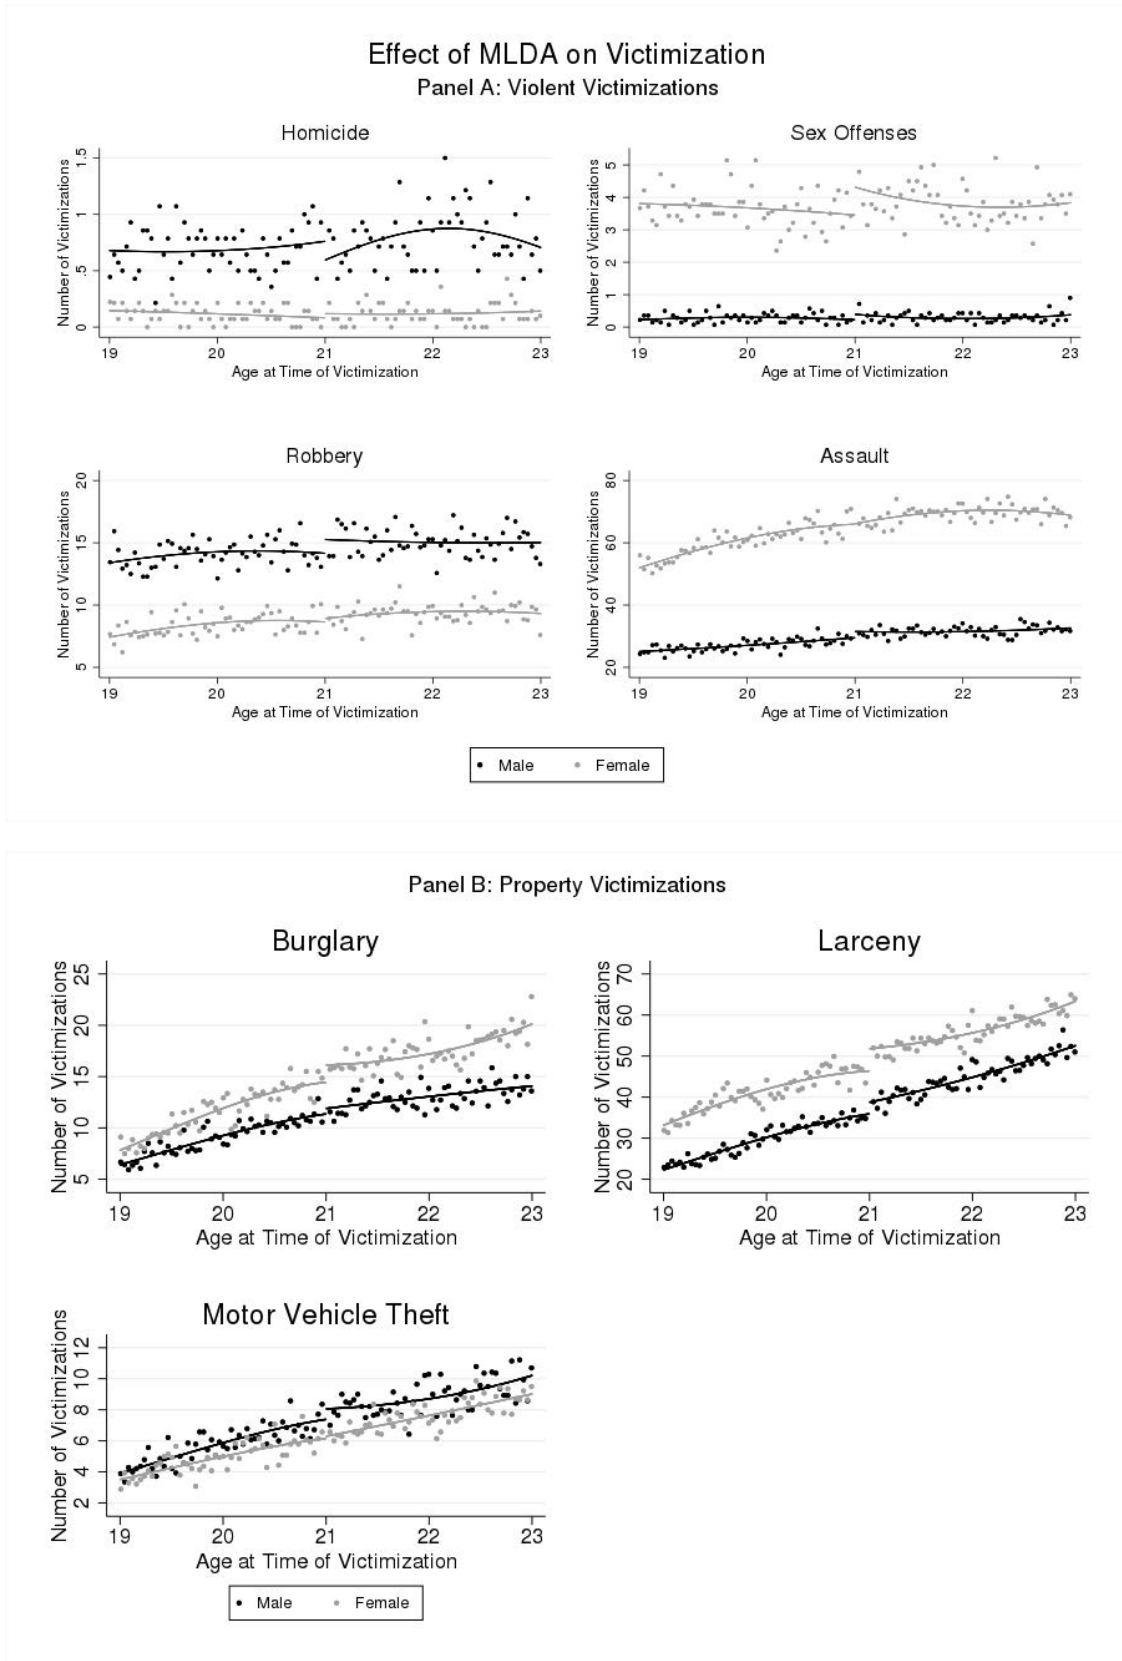 Effect of MLDA on Victimization
Panel A: Violent Victimizations
Homicide
Number of Victimizations
0 .5 1 1.5
19 20 21 22 23
Age at Time of Victimization
Sex Offenses
Number of Victimizations
0 1 2 3 4 5
19 20 21 22 23
Age at Time of Victimization
Robbery
Number of Victimizations
5 10 15 20
19 20 21 22 23
Age at Time of Victimization
Assault
Number of Victimizations
20 40 60 80
19 20 21 22 23
Age at Time of Victimization
Male Female
Panel B: Property Victimizations
Burglary
Number of Victimizations
5 10 15 20 25
19 20 21 22 23
Age at Time of Victimization
Larceny
Number of Victimizations
20 30 40 50 60 70
19 20 21 22 23
Age at Time of Victimization
Motor Vehicle Theft
Number of Victimizations
2 4 6 8 10 12
19 20 21 22 23
Age at Time of Victimization
Male Female